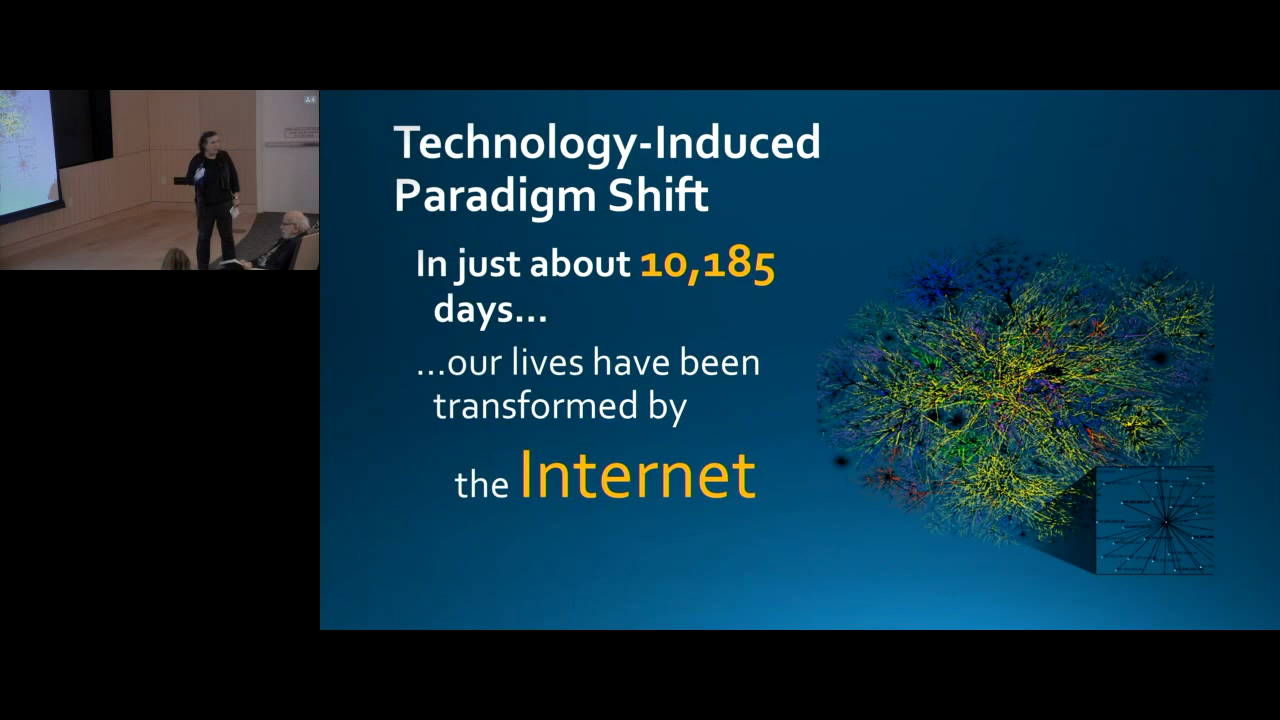 Technology-Induced
Paradigm Shift
In just about 10,185
days...
...our lives have been
transformed by
the Internet